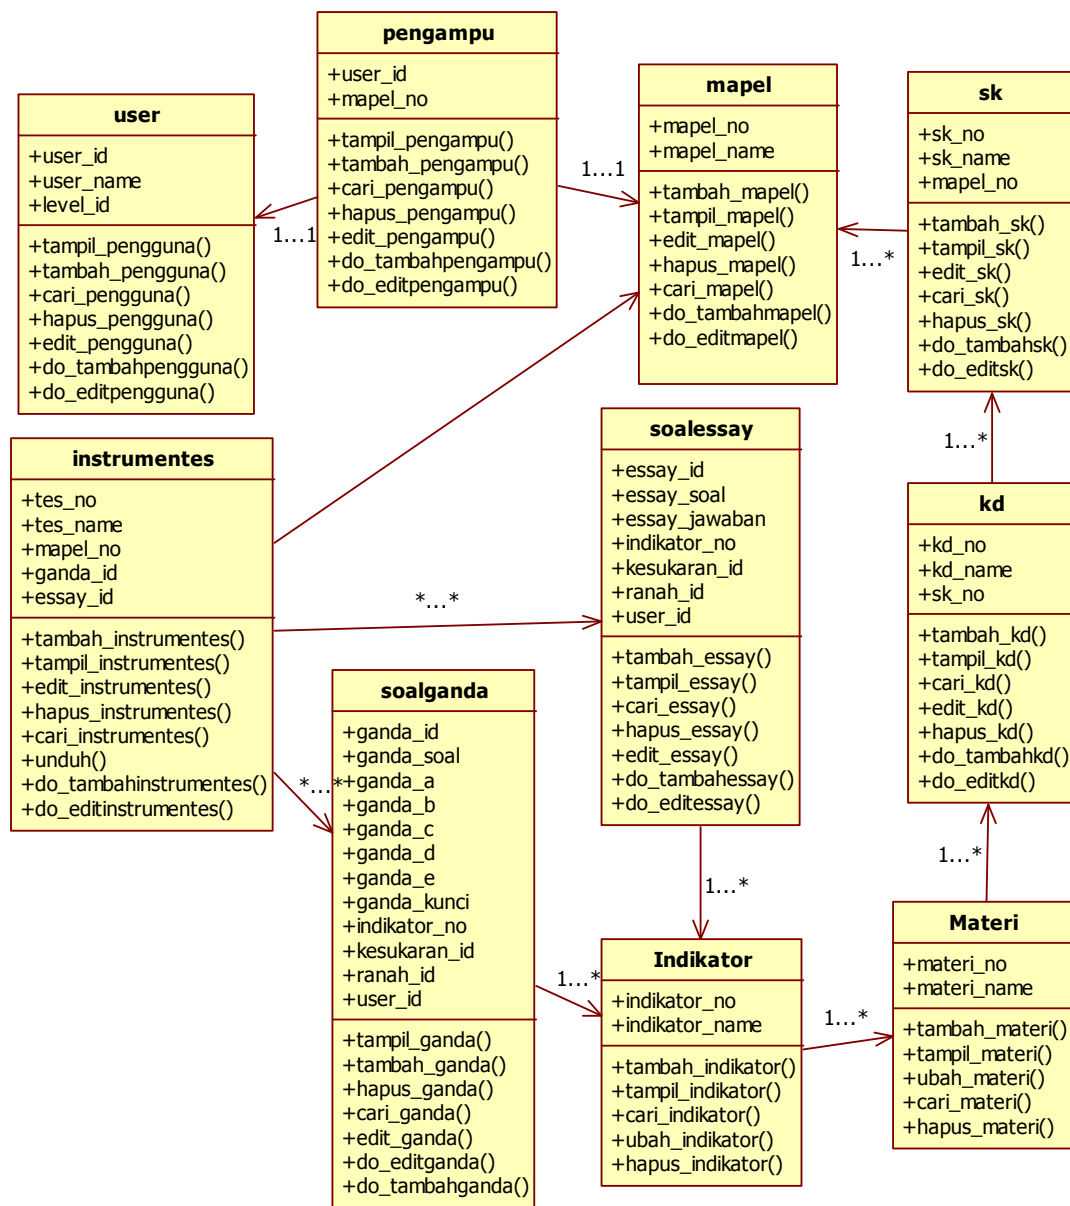 pengampu
+user_id
+mapel_no
+tampil_pengampu()
+tambah_pengampu()
+cari_pengampu()
+hapus_pengampu()
+edit_pengampu()
+do_tambahpengampu()
+do_editpengampu()
user
+user_id
+user_name
+level_id
+tampil_pengguna()
+tambah_pengguna()
+cari_pengguna()
+hapus_pengguna()
+edit_pengguna()
+do_tambahpengguna()
+do_editpengguna()
1...1
1...1
mapel
+mapel_no
+mapel_name
+tambah_mapel()
+tampil_mapel()
+edit_mapel()
+hapus_mapel()
+cari_mapel()
+do_tambahmapel()
+do_editmapel()
1...*
sk
+sk_no
+sk_name
+mapel_no
+tambah_sk()
+tampil_sk()
+edit_sk()
+cari_sk()
+hapus_sk()
+do_tambahsk()
+do_editsk()
1...*
instrumentes
+tes_no
+tes_name
+mapel_no
+ganda_id
+essay_id
+tambah_instrumentes()
+tampil_instrumentes()
+edit_instrumentes()
+hapus_instrumentes()
+cari_instrumentes()
+unduh()
+do_tambahinstrumentes()
+do_editinstrumentes()
*...*
*...*
soalessay
+essay_id
+essay_soal
+essay_jawaban
+indikator_no
+kesukaran_id
+ranah_id
+user_id
+tambah_essay()
+tampil_essay()
+cari_essay()
+hapus_essay()
+edit_essay()
+do_tambahessay()
+do_editessay()
1...*
kd
+kd_no
+kd_name
+sk_no
+tambah_kd()
+tampil_kd()
+cari_kd()
+edit_kd()
+hapus_kd()
+do_tambahkd()
+do_editkd()
1...*
soalganda
+ganda_id
+ganda_soal
+ganda_a
+ganda_b
+ganda_c
+ganda_d
+ganda_e
+ganda_kunci
+indikator_no
+kesukaran_id
+ranah_id
+user_id
+tampil_ganda()
+tambah_ganda()
+hapus_ganda()
+cari_ganda()
+edit_ganda()
+do_editganda()
+do_tambahganda()
1...*
Indikator
+indikator_no
+indikator_name
+tambah_indikator()
+tampil_indikator()
+cari_indikator()
+ubah_indikator()
+hapus_indikator()
1...*
Materi
+materi_no
+materi_name
+tambah_materi()
+tampil_materi()
+ubah_materi()
+cari_materi()
+hapus_materi()